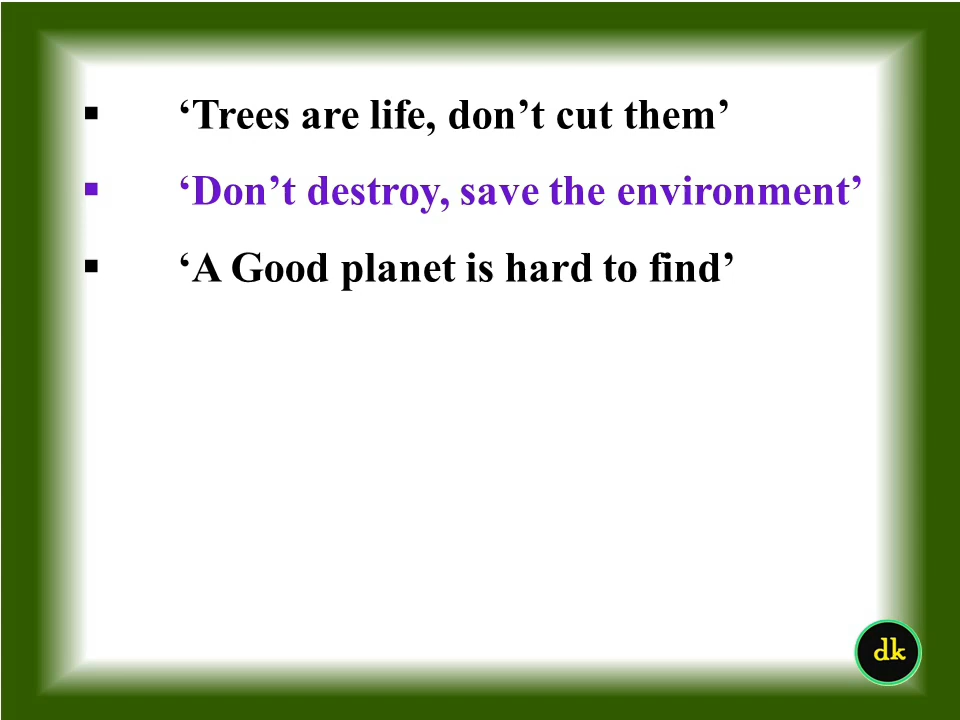 ▪ ‘Trees are life, don’t cut them’
▪ ‘Don’t destroy, save the environment’
▪ ‘A Good planet is hard to find’
dk